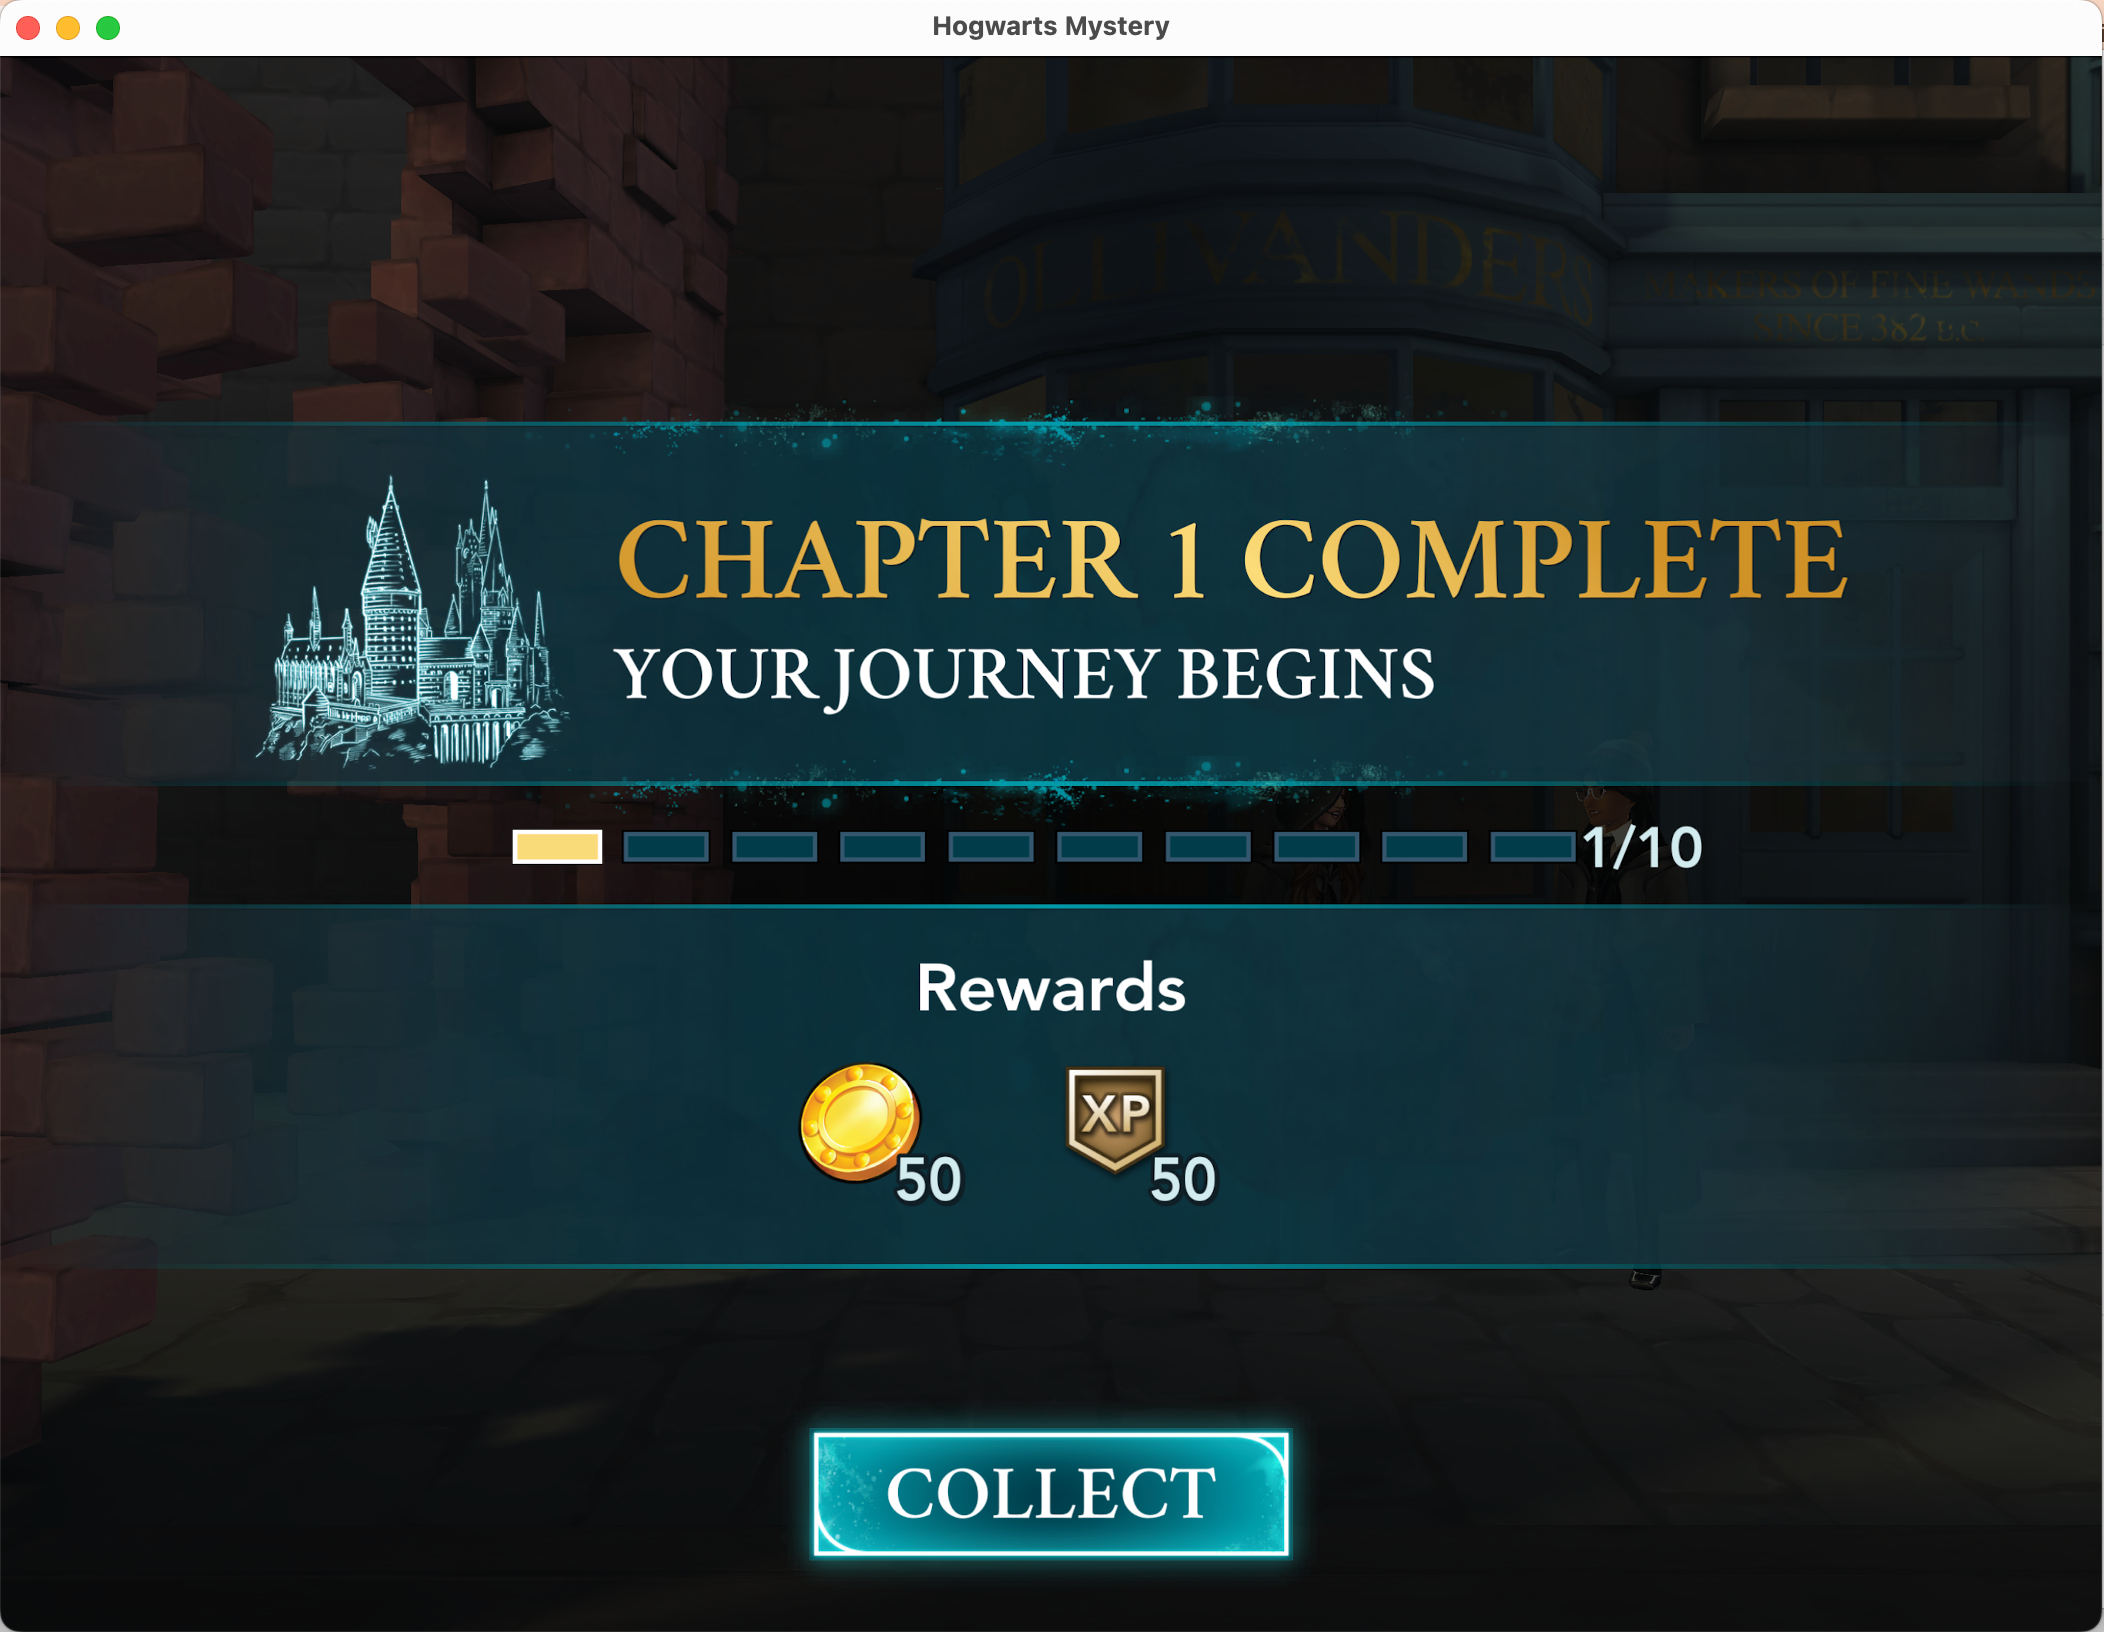 Hogwarts Mystery
OLLIVANDERS
MAKERS OF FINE WANDS
SINCE 382 B.C.
CHAPTER 1 COMPLETE
YOUR JOURNEY BEGINS
1/10
Rewards
50
XP
50
COLLECT